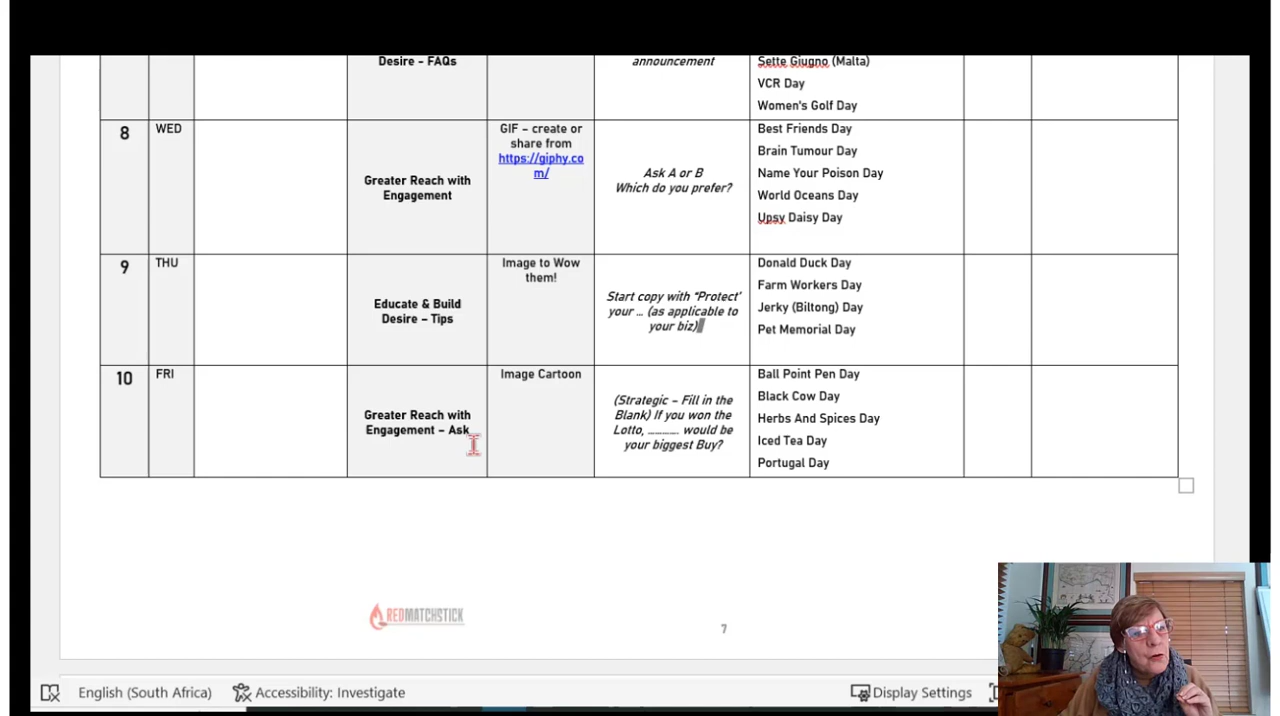 Desire – FAQs
announcement
Sette Giugno (Malta)
VCR Day
Women's Golf Day
8
WED
Greater Reach with
Engagement
GIF – create or
share from
https://giphy.co
m/
Ask A or B
Which do you prefer?
Best Friends Day
Brain Tumour Day
Name Your Poison Day
World Oceans Day
Upsy Daisy Day
9
THU
Educate & Build
Desire – Tips
Image to Wow
them!
Start copy with "Protect'
your ... (as applicable to
your biz)
Donald Duck Day
Farm Workers Day
Jerky (Biltong) Day
Pet Memorial Day
10
FRI
Greater Reach with
Engagement – Ask
Image Cartoon
(Strategic – Fill in the
Blank) If you won the
Lotto, ............. would be
your biggest Buy?
Ball Point Pen Day
Black Cow Day
Herbs And Spices Day
Iced Tea Day
Portugal Day
REDMATCHSTICK
7
English (South Africa)
Accessibility: Investigate
Display Settings